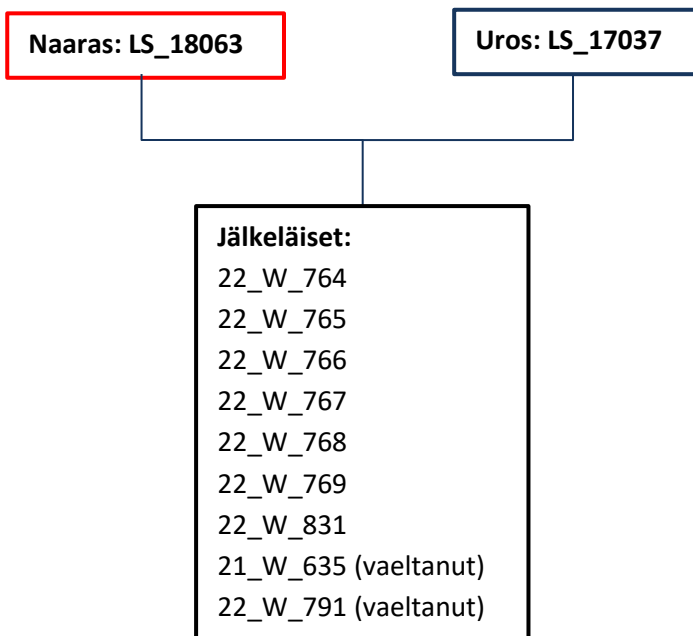 Naaras: LS_18063
Uros: LS_17037
Jälkeläiset:
22_W_764
22_W_765
22_W_766
22_W_767
22_W_768
22_W_769
22_W_831
21_W_635 (vaeltanut)
22_W_791 (vaeltanut)